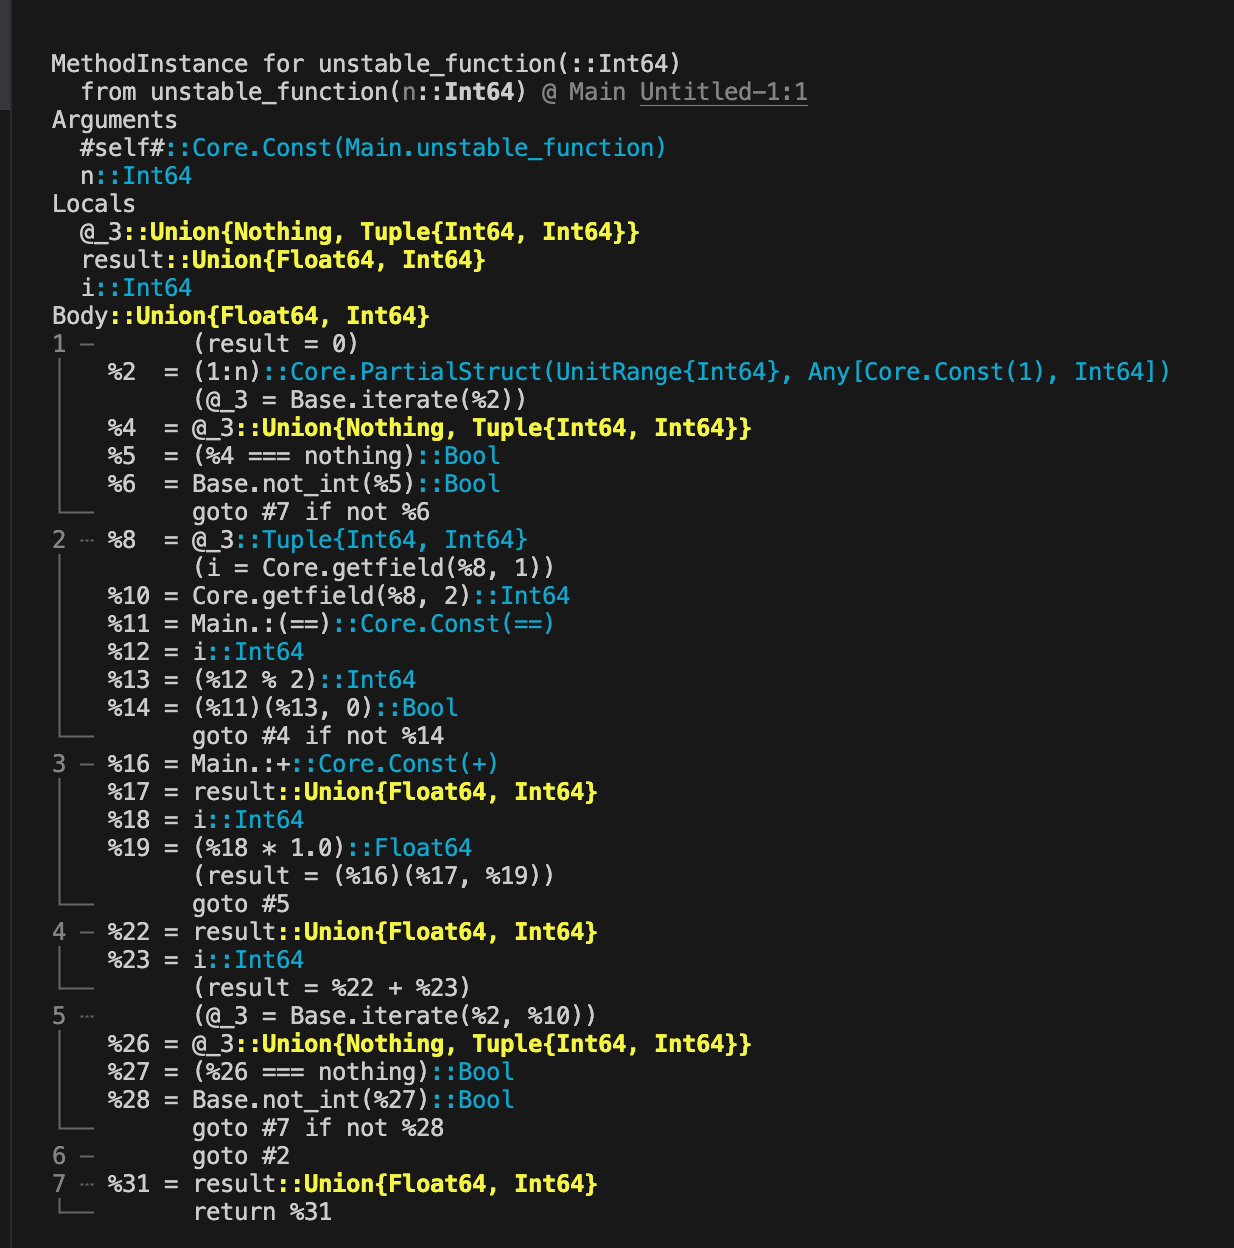 MethodInstance for unstable_function(::Int64)
  from unstable_function(n::Int64) @ Main Untitled-1:1
Arguments
  #self#::Core.Const(Main.unstable_function)
  n::Int64
Locals
  @_3::Union{Nothing, Tuple{Int64, Int64}}
  result::Union{Float64, Int64}
  i::Int64
Body::Union{Float64, Int64}
1 ─       (result = 0)
│   %2  = (1:n)::Core.PartialStruct(UnitRange{Int64}, Any[Core.Const(1), Int64])
│         (@_3 = Base.iterate(%2))
│   %4  = @_3::Union{Nothing, Tuple{Int64, Int64}}
│   %5  = (%4 === nothing)::Bool
│   %6  = Base.not_int(%5)::Bool
└──       goto #7 if not %6
2 ┄ %8  = @_3::Tuple{Int64, Int64}
│         (i = Core.getfield(%8, 1))
│   %10 = Core.getfield(%8, 2)::Int64
│   %11 = Main.:(==)::Core.Const(==)
│   %12 = i::Int64
│   %13 = (%12 % 2)::Int64
│   %14 = (%11)(%13, 0)::Bool
└──       goto #4 if not %14
3 ─ %16 = Main.:+::Core.Const(+)
│   %17 = result::Union{Float64, Int64}
│   %18 = i::Int64
│   %19 = (%18 * 1.0)::Float64
│         (result = (%16)(%17, %19))
└──       goto #5
4 ─ %22 = result::Union{Float64, Int64}
│   %23 = i::Int64
└──       (result = %22 + %23)
5 ┄       (@_3 = Base.iterate(%2, %10))
│   %26 = @_3::Union{Nothing, Tuple{Int64, Int64}}
│   %27 = (%26 === nothing)::Bool
│   %28 = Base.not_int(%27)::Bool
└──       goto #7 if not %28
6 ─       goto #2
7 ┄ %31 = result::Union{Float64, Int64}
└──       return %31